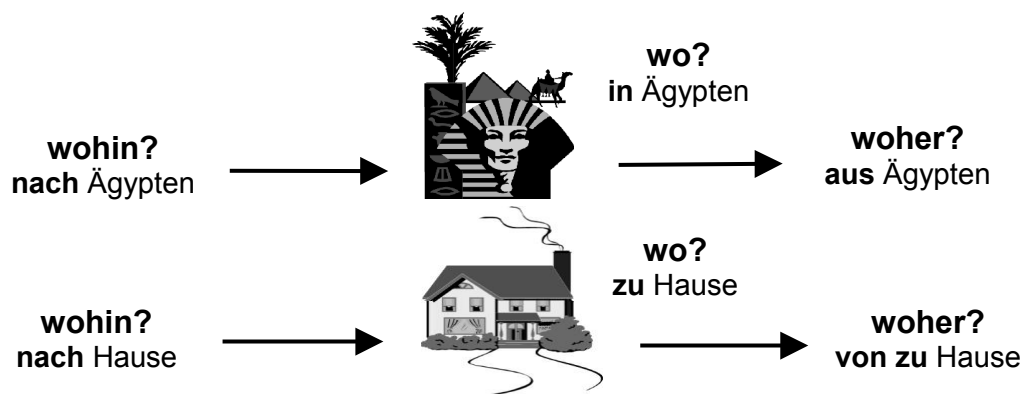 wo?
in Ägypten
wohin?
nach Ägypten
woher?
aus Ägypten
wo?
zu Hause
wohin?
nach Hause
woher?
von zu Hause